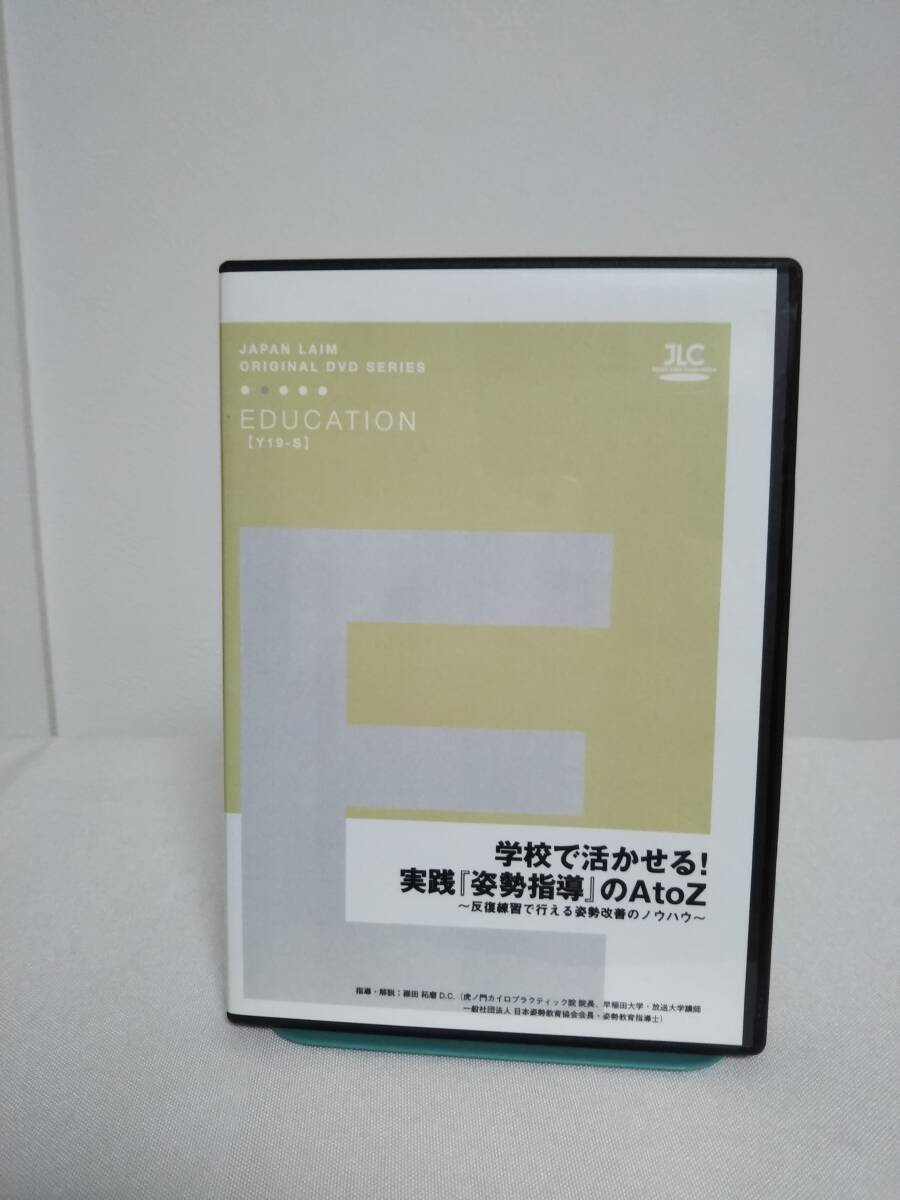 JAPAN LAIM
ORIGINAL DVD SERIES
JLC
EDUCATION
【Y19-S】
学校で活かせる!
実践『姿勢指導』のAtoZ
～反復練習で行える姿勢改善のノウハウ～
指導・解説：碓田 拓磨 D.C.（虎ノ門カイロプラクティック院 院長、早稲田大学・放送大学講師
一般社団法人 日本姿勢教育協会会長・姿勢教育指導士）